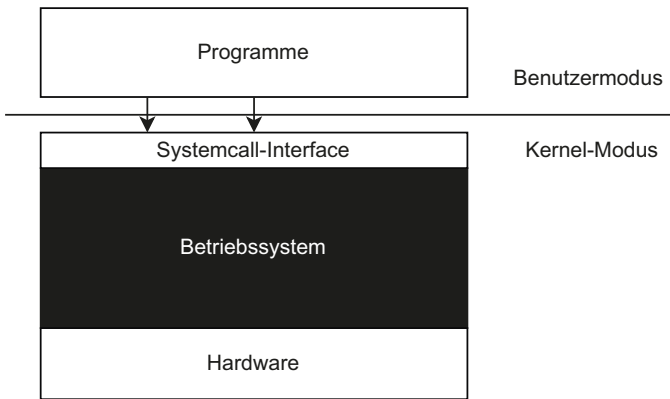 Programme
Benutzermodus
Systemcall-Interface
Kernel-Modus
Betriebssystem
Hardware